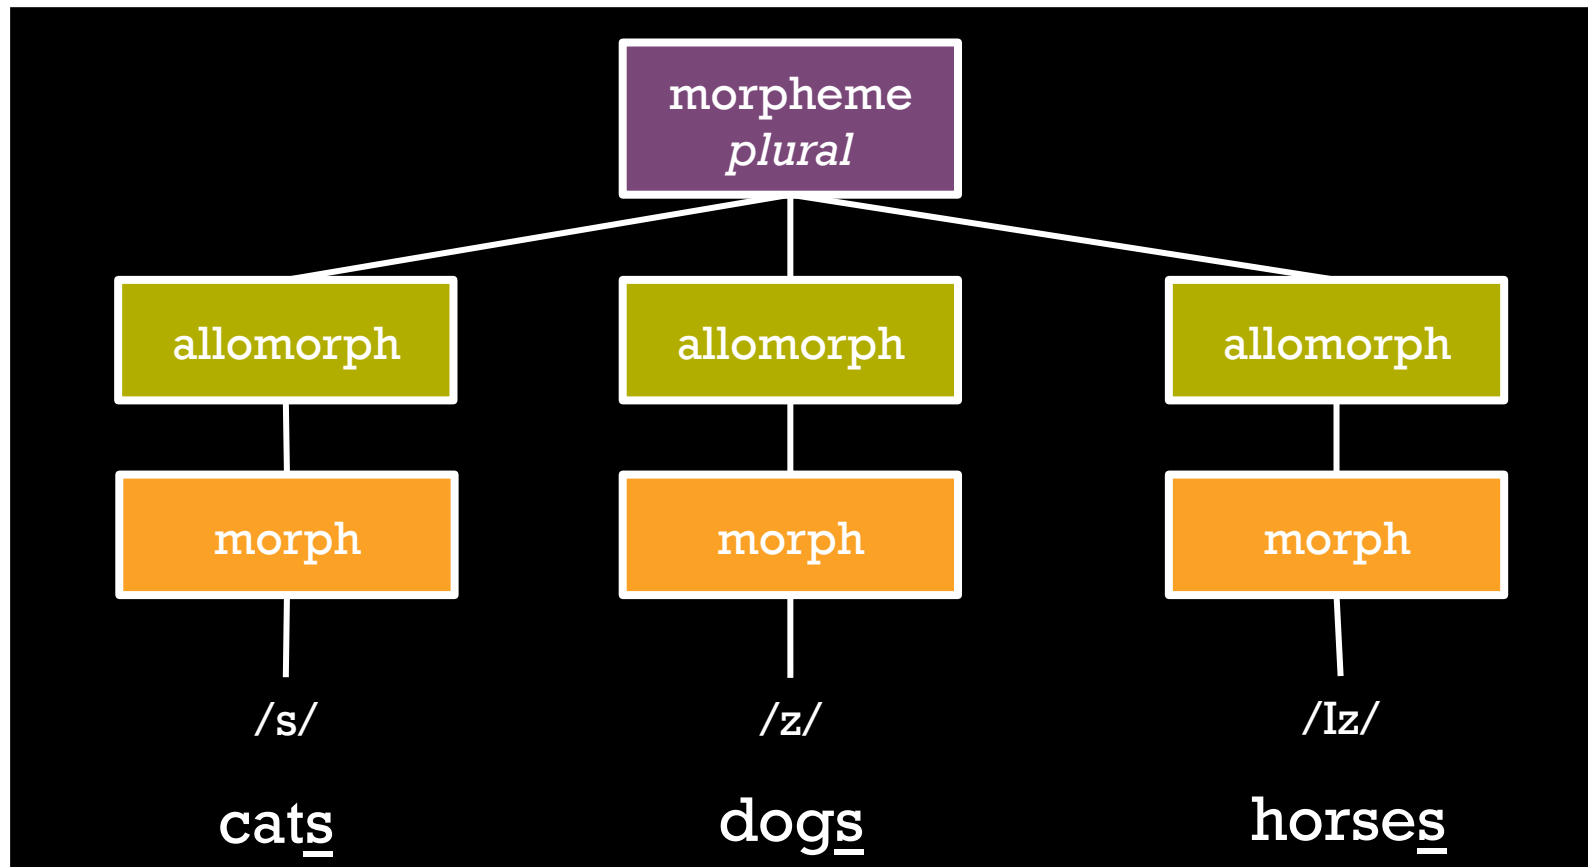 morpheme
plural
allomorph allomorph allomorph
morph morph morph
/s/ /z/ /Iz/
cats dogs horses